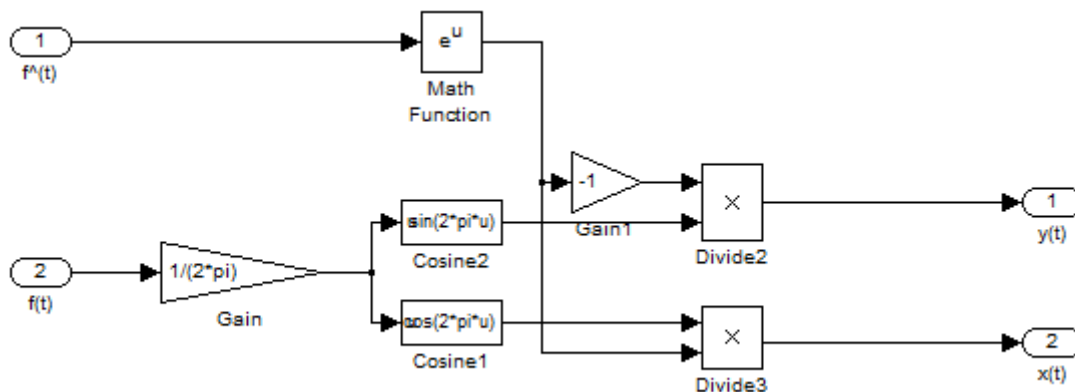 1
f^(t)
e^u
Math
Function
-1
Gain1
×
Divide2
1
y(t)
sin(2*pi*u)
Cosine2
2
f(t)
1/(2*pi)
Gain
cos(2*pi*u)
Cosine1
×
Divide3
2
x(t)